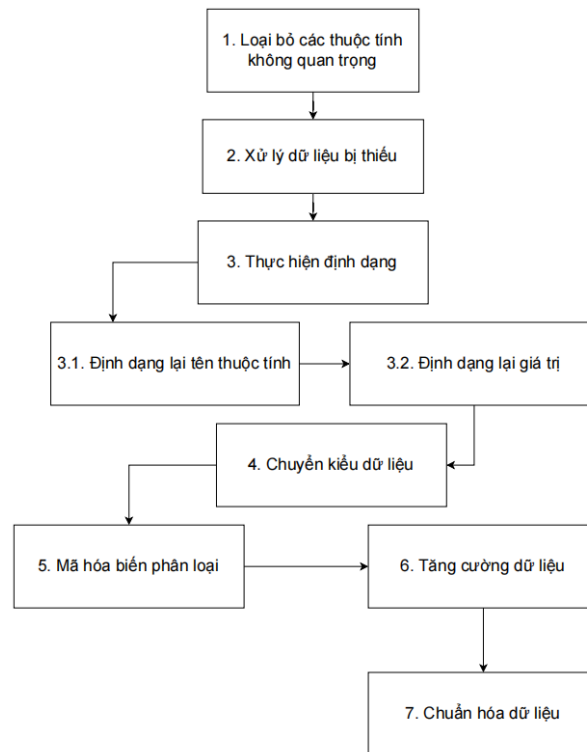 1. Loại bỏ các thuộc tính
không quan trọng
2. Xử lý dữ liệu bị thiếu
3. Thực hiện định dạng
3.1. Định dạng lại tên thuộc tính
3.2. Định dạng lại giá trị
4. Chuyển kiểu dữ liệu
5. Mã hóa biến phân loại
6. Tăng cường dữ liệu
7. Chuẩn hóa dữ liệu